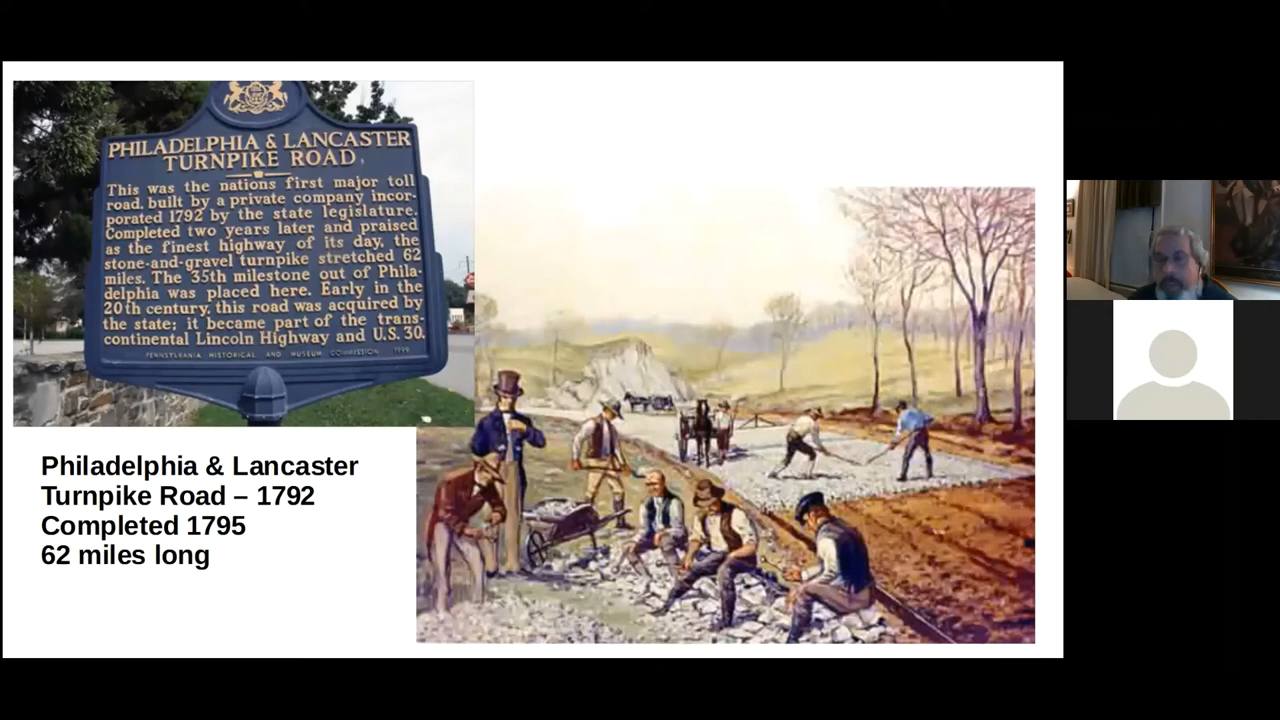 PHILADELPHIA & LANCASTER
TURNPIKE ROAD
This was the nations first major toll
road, built by a private company incor-
porated 1792 by the state legislature.
Completed two years later and praised
as the finest highway of its day, the
stone-and-gravel turnpike stretched 62
miles. The 35th milestone out of Phila-
delphia was placed here. Early in the
20th century, this road was acquired by
the state; it became part of the trans-
continental Lincoln Highway and U.S. 30.
PENNSYLVANIA HISTORICAL AND MUSEUM COMMISSION 1999
Philadelphia & Lancaster
Turnpike Road – 1792
Completed 1795
62 miles long